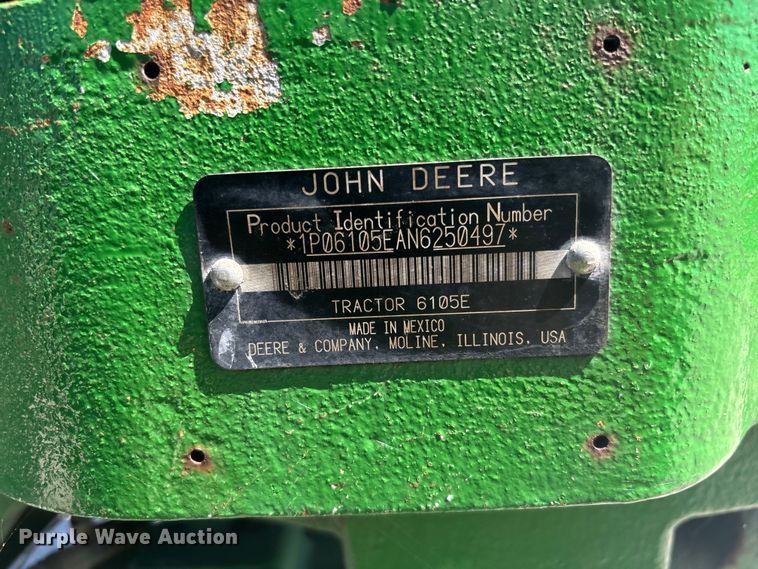 JOHN DEERE
Product Identification Number
*1P06105EAN6250497*
TRACTOR 6105E
MADE IN MEXICO
DEERE & COMPANY, MOLINE, ILLINOIS, USA
Purple Wave Auction